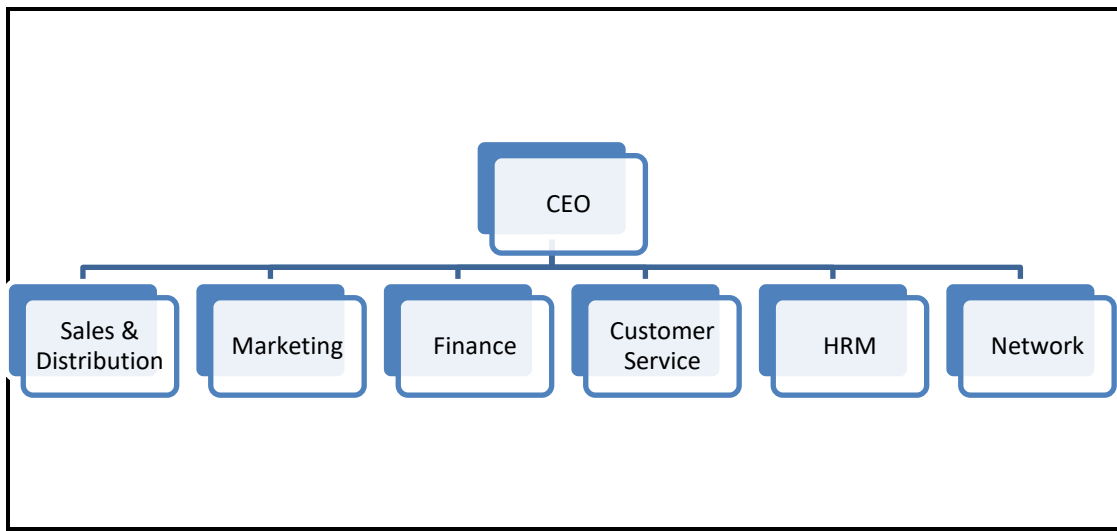 CEO
Sales &
Distribution
Marketing
Finance
Customer
Service
HRM
Network